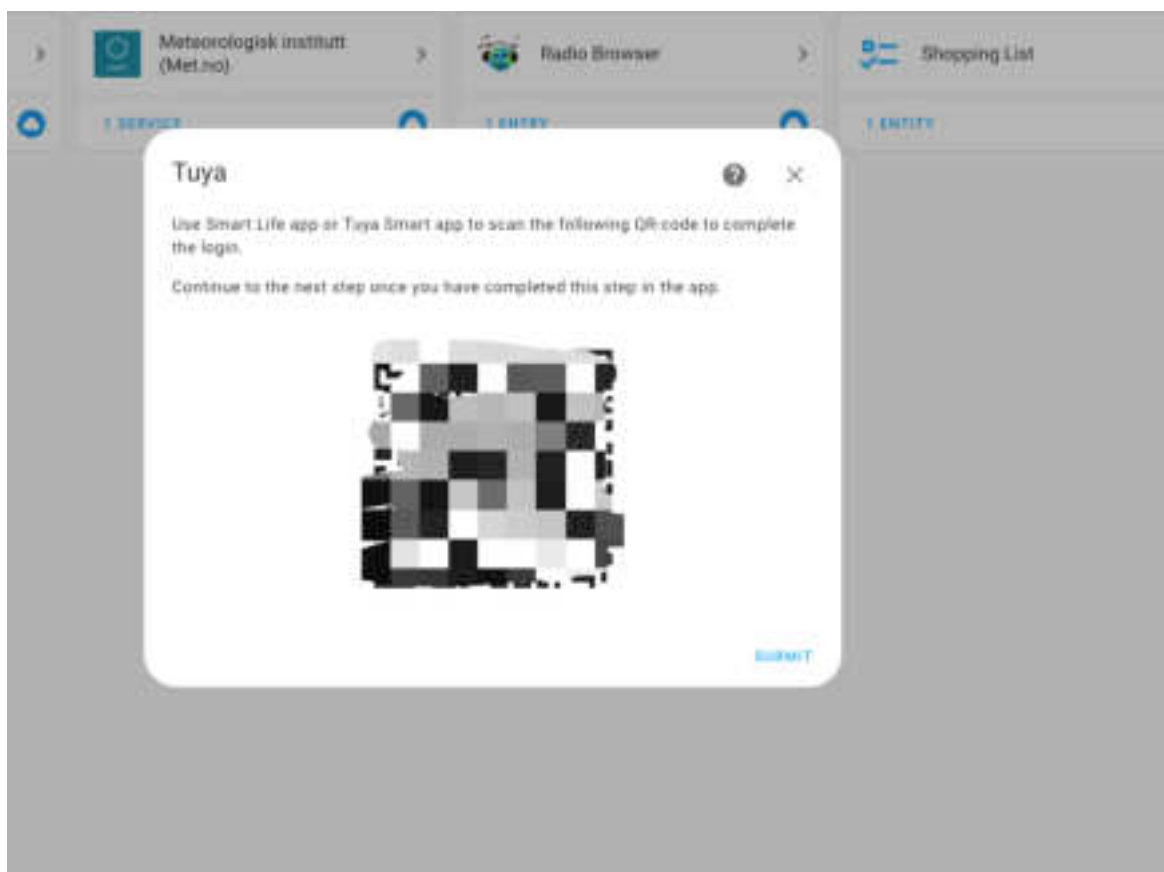 Meteorologisk institutt
(Met.no)
Radio Browser
Shopping List
1 SERVICE
1 ENTRY
1 ENTITY
Tuya
Use Smart Life app or Tuya Smart app to scan the following QR-code to complete
the login.
Continue to the next step once you have completed this step in the app.
SUBMIT